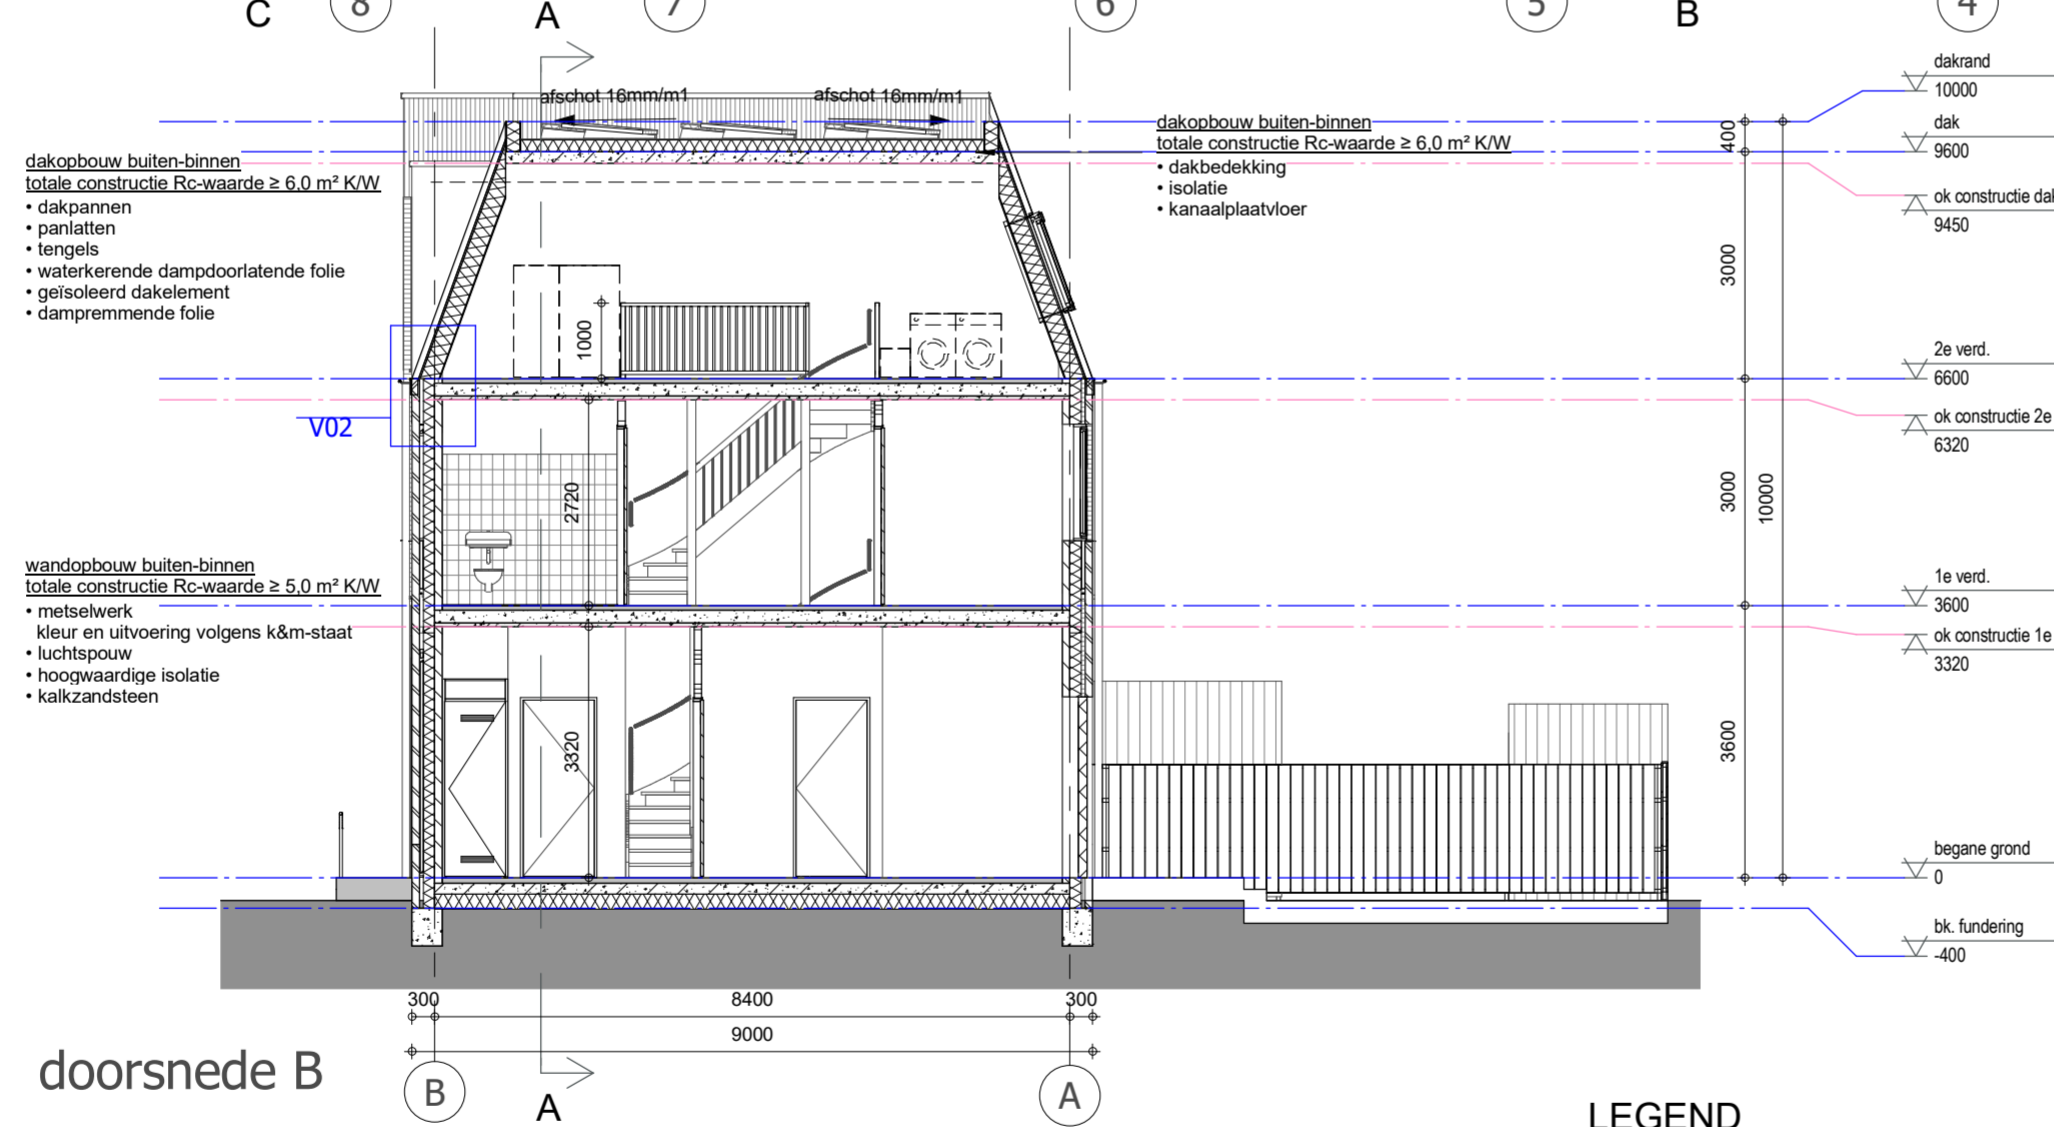 C
8
A
7
6
5
B
4
afschot 16mm/m1
afschot 16mm/m1
dakopbouw buiten-binnen
totale constructie Rc-waarde ≥ 6,0 m² K/W
• dakpannen
• panlatten
• tengels
• waterkerende dampdoorlatende folie
• geïsoleerd dakelement
• dampremmende folie
dakopbouw buiten-binnen
totale constructie Rc-waarde ≥ 6,0 m² K/W
• dakbedekking
• isolatie
• kanaalplaatvloer
V02
wandopbouw buiten-binnen
totale constructie Rc-waarde ≥ 5,0 m² K/W
• metselwerk
kleur en uitvoering volgens k&m-staat
• luchtspouw
• hoogwaardige isolatie
• kalkzandsteen
1000
2720
3320
400
3000
3000
10000
3600
dakrand
10000
dak
9600
ok constructie dak
9450
2e verd.
6600
ok constructie 2e
6320
1e verd.
3600
ok constructie 1e
3320
begane grond
0
bk. fundering
-400
300
8400
300
9000
doorsnede B
B
A
A
LEGEND